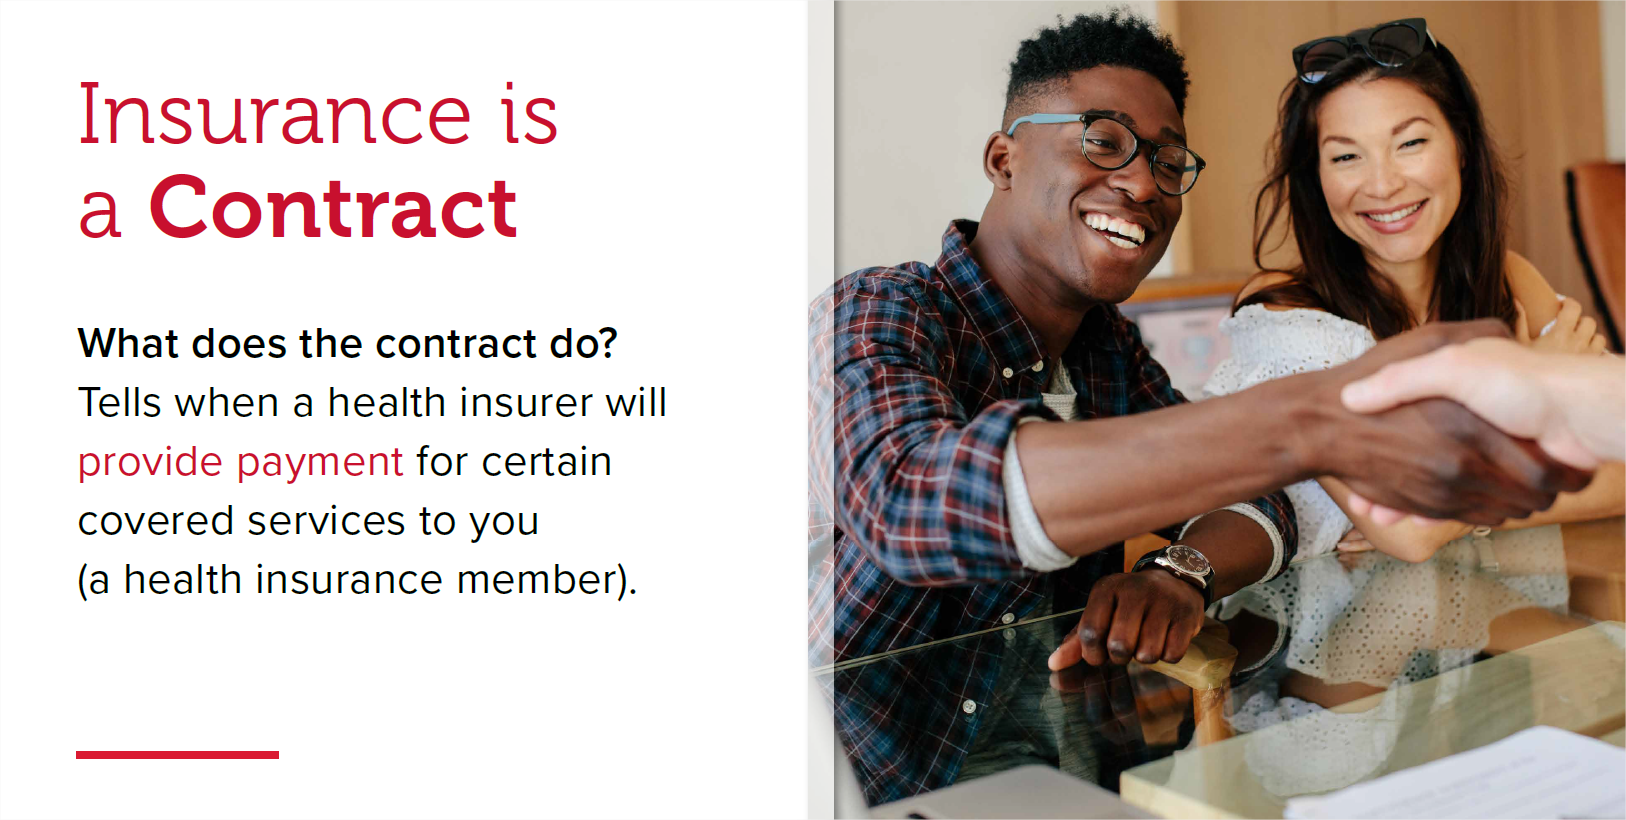 Insurance is
a Contract
What does the contract do?
Tells when a health insurer will
provide payment for certain
covered services to you
(a health insurance member).